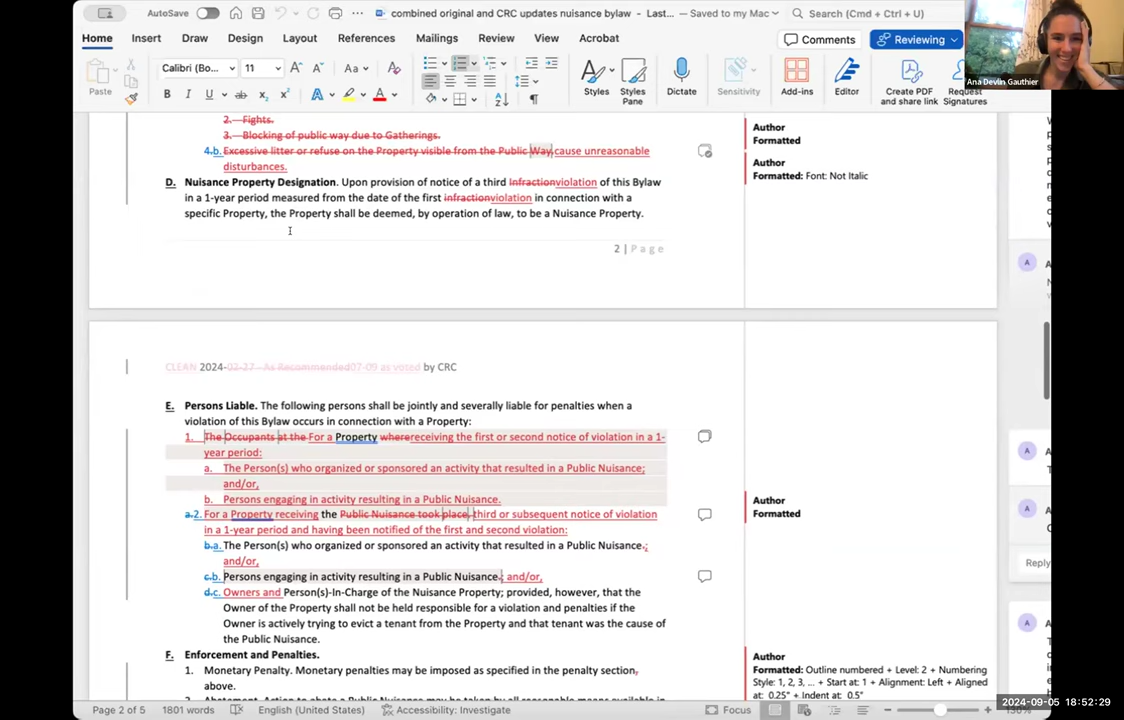 AutoSave
combined original and CRC updates nuisance bylaw - Last... — Saved to my Mac
Search (Cmd + Ctrl + U)
Home Insert Draw Design Layout References Mailings Review View Acrobat
Comments Reviewing
Ana Devlin Gauthier
Paste
Calibri (Bo... 11
Aa
B I U ab x₂ x²
A A
Styles
Styles Pane
Dictate
Sensitivity
Add-ins
Editor
Create PDF and share link
Request Signatures
2. Fights.
3. Blocking of public way due to Gatherings.
4.b. Excessive litter or refuse on the Property visible from the Public Way.cause unreasonable
disturbances.
Author
Formatted
Author
Formatted: Font: Not Italic
D. Nuisance Property Designation. Upon provision of notice of a third Infractionviolation of this Bylaw
in a 1-year period measured from the date of the first infractionviolation in connection with a
specific Property, the Property shall be deemed, by operation of law, to be a Nuisance Property.
2 | Page
CLEAN 2024-03-27 - As Recommended07-09 as voted by CRC
E. Persons Liable. The following persons shall be jointly and severally liable for penalties when a
violation of this Bylaw occurs in connection with a Property:
1. The Occupants at the For a Property wherereceiving the first or second notice of violation in a 1-
year period:
a. The Person(s) who organized or sponsored an activity that resulted in a Public Nuisance;
and/or,
b. Persons engaging in activity resulting in a Public Nuisance.
a.2. For a Property receiving the Public Nuisance took place, third or subsequent notice of violation
in a 1-year period and having been notified of the first and second violation:
b.a. The Person(s) who organized or sponsored an activity that resulted in a Public Nuisance.;
and/or,
c.b. Persons engaging in activity resulting in a Public Nuisance.; and/or,
d.c. Owners and Person(s)-In-Charge of the Nuisance Property; provided, however, that the
Owner of the Property shall not be held responsible for a violation and penalties if the
Owner is actively trying to evict a tenant from the Property and that tenant was the cause of
the Public Nuisance.
F. Enforcement and Penalties.
1. Monetary Penalty. Monetary penalties may be imposed as specified in the penalty section,
above.
Author
Formatted
Reply
Author
Formatted: Outline numbered + Level: 2 + Numbering
Style: 1, 2, 3, ... + Start at: 1 + Alignment: Left + Aligned
at: 0.25" + Indent at: 0.5"
Page 2 of 5 1801 words English (United States) Accessibility: Investigate Focus
2024-09-05 18:52:29